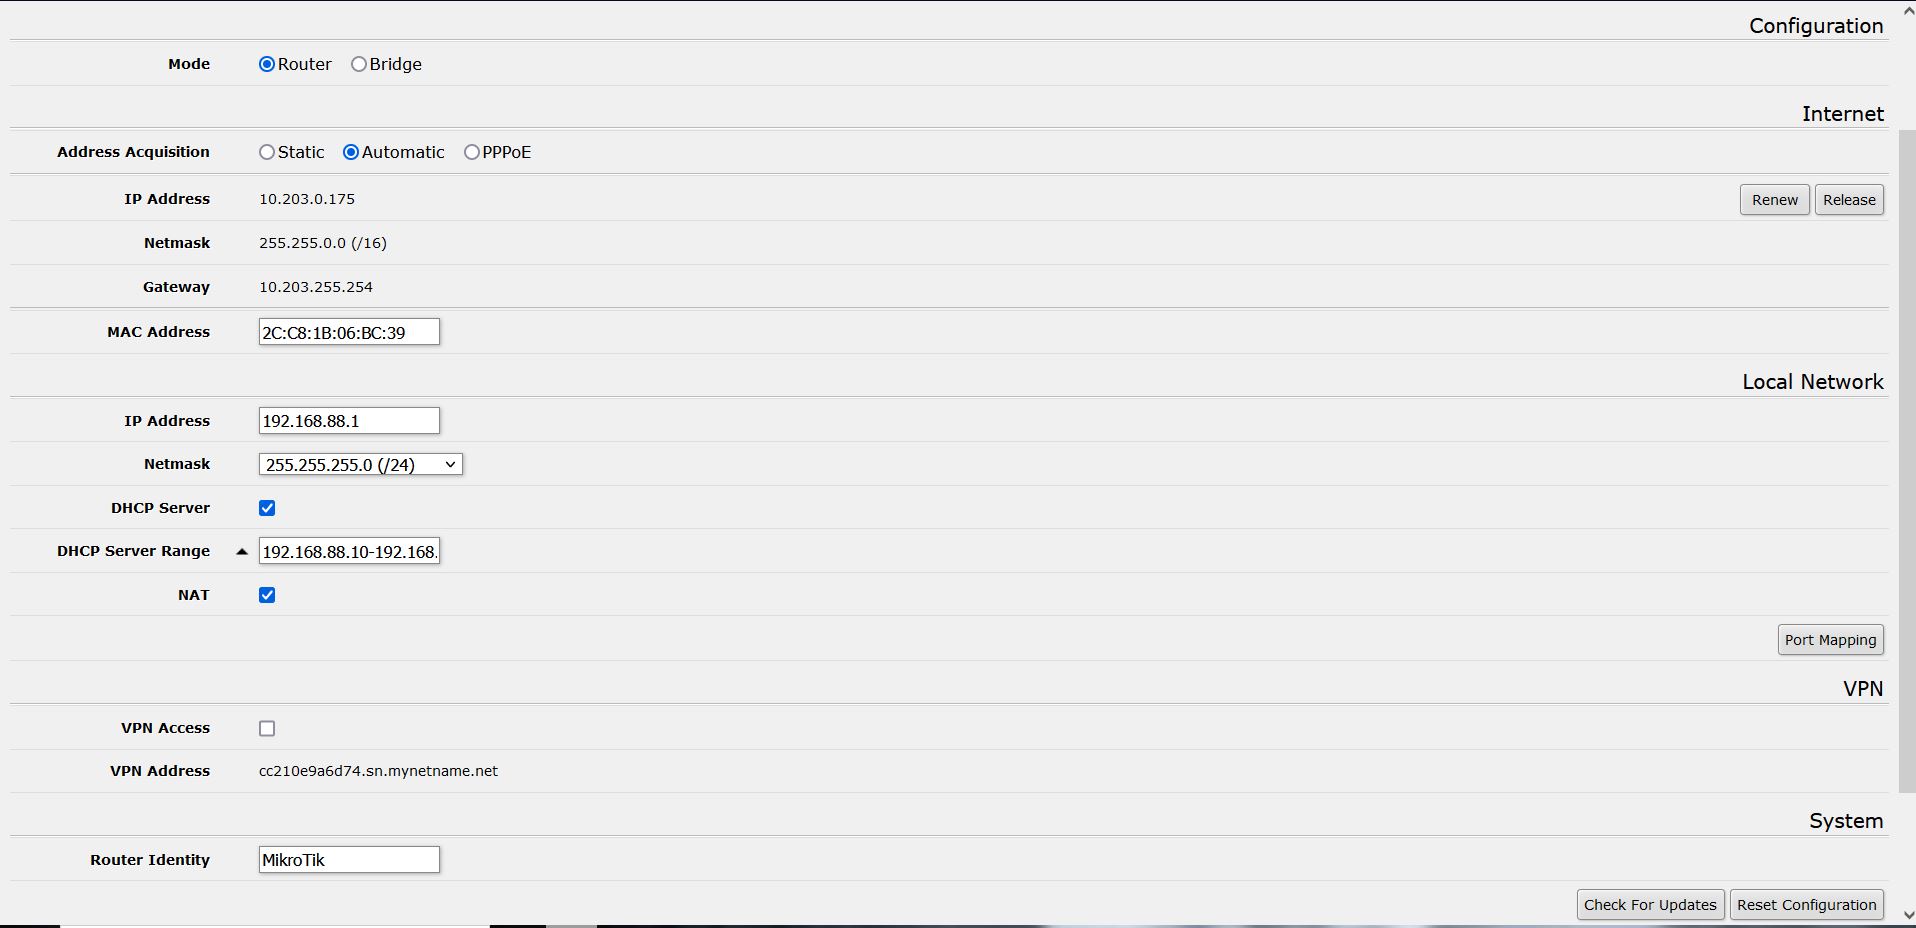 Configuration
Mode Router Bridge
Internet
Address Acquisition Static Automatic PPPoE
IP Address 10.203.0.175 Renew Release
Netmask 255.255.0.0 (/16)
Gateway 10.203.255.254
MAC Address 2C:C8:1B:06:BC:39
Local Network
IP Address 192.168.88.1
Netmask 255.255.255.0 (/24)
DHCP Server
DHCP Server Range 192.168.88.10-192.168.
NAT
Port Mapping
VPN
VPN Access
VPN Address cc210e9a6d74.sn.mynetname.net
System
Router Identity MikroTik
Check For Updates Reset Configuration